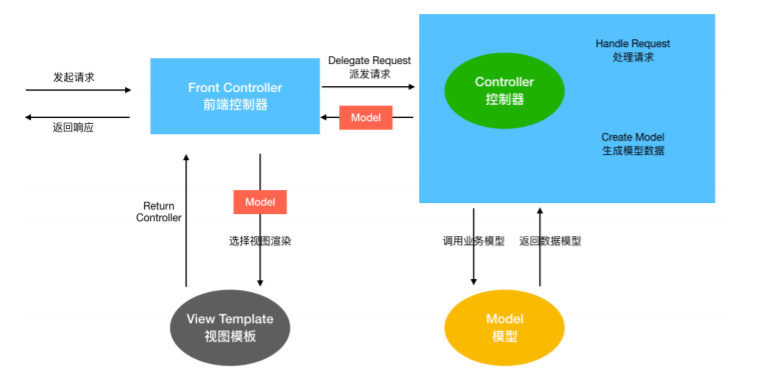 发起请求
返回响应
Front Controller
前端控制器
Delegate Request
派发请求
Model
Controller
控制器
Handle Request
处理请求
Create Model
生成模型数据
Return
Controller
Model
选择视图渲染
调用业务模型
返回数据模型
View Template
视图模板
Model
模型